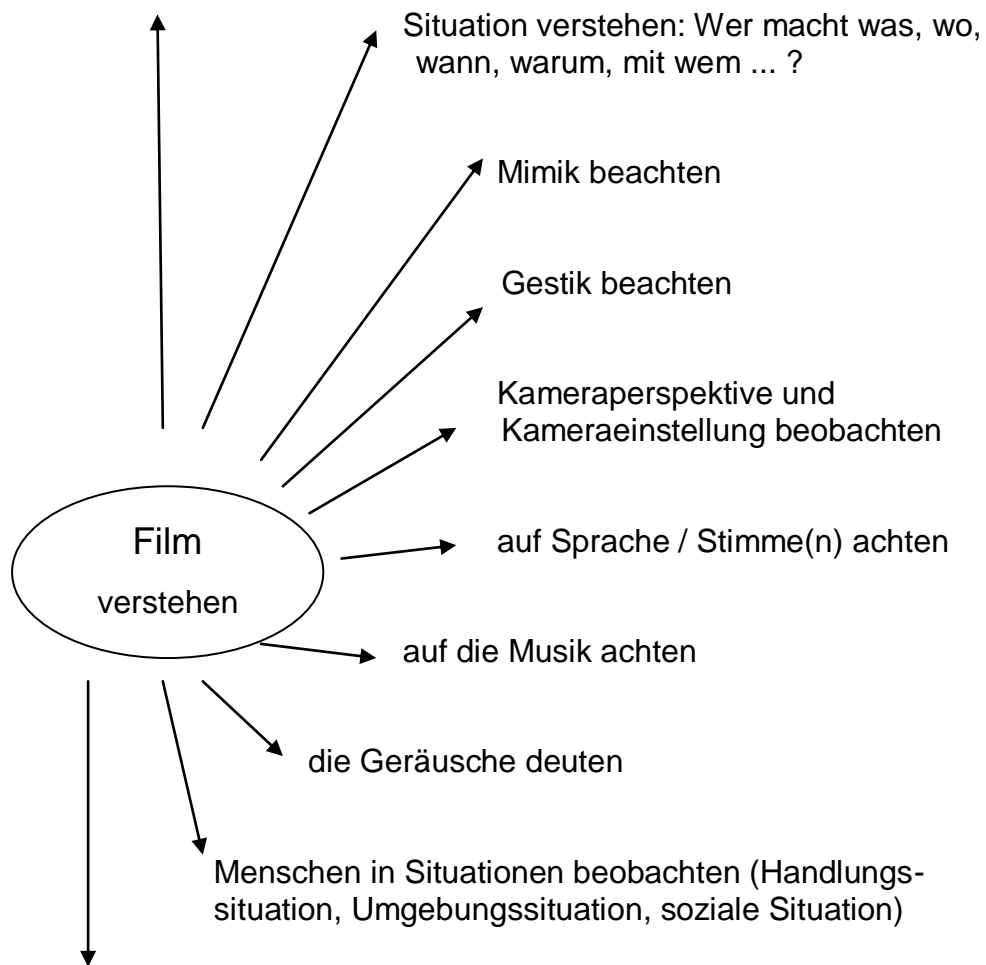 Situation verstehen: Wer macht was, wo,
wann, warum, mit wem ... ?
Mimik beachten
Gestik beachten
Kameraperspektive und
Kameraeinstellung beobachten
Film
verstehen
auf Sprache / Stimme(n) achten
auf die Musik achten
die Geräusche deuten
Menschen in Situationen beobachten (Handlungs-
situation, Umgebungssituation, soziale Situation)